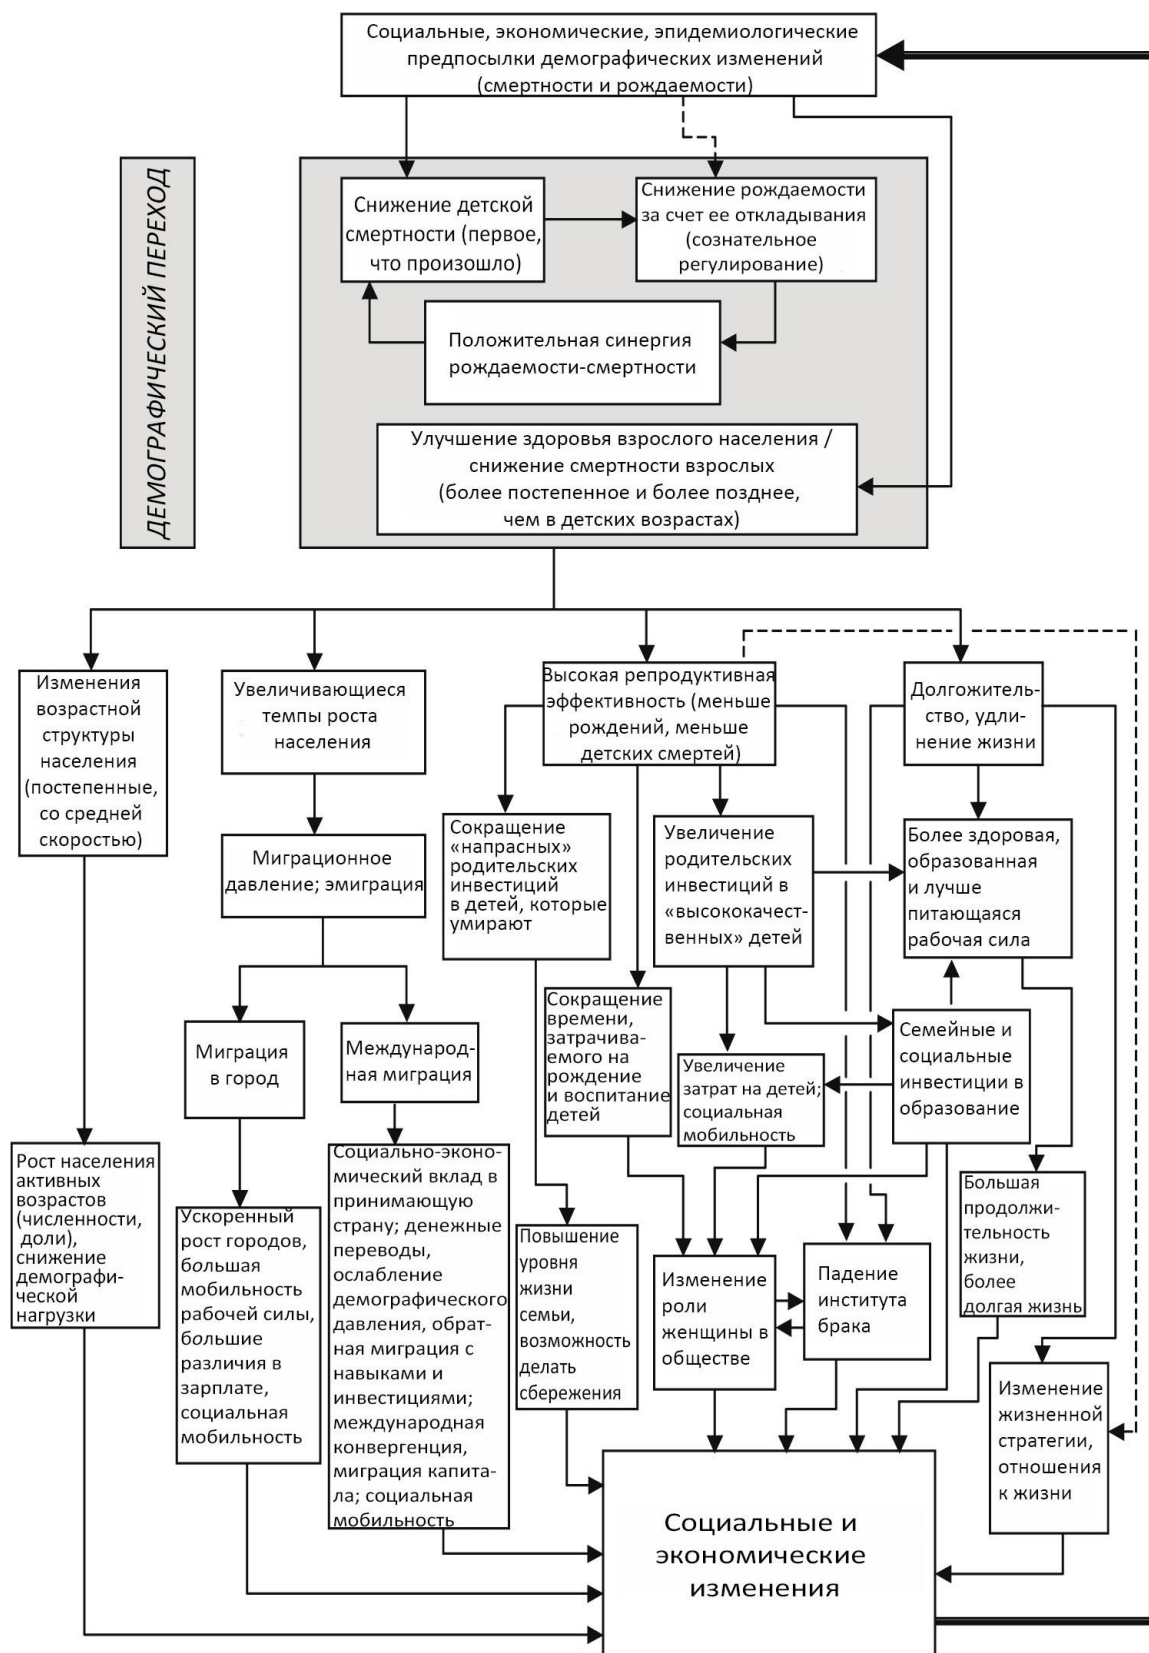 Социальные, экономические, эпидемиологические
предпосылки демографических изменений
(смертности и рождаемости)
ДЕМОГРАФИЧЕСКИЙ ПЕРЕХОД
Снижение детской
смертности (первое,
что произошло)
Снижение рождаемости
за счет ее откладывания
(сознательное
регулирование)
Положительная синергия
рождаемости-смертности
Улучшение здоровья взрослого населения /
снижение смертности взрослых
(более постепенное и более позднее,
чем в детских возрастах)
Изменения
возрастной
структуры
населения
(постепенные,
со средней
скоростью)
Увеличивающиеся
темпы роста
населения
Высокая репродуктивная
эффективность (меньше
рождений, меньше
детских смертей)
Долгожитель-
ство, удли-
нение жизни
Миграционное
давление; эмиграция
Сокращение
«напрасных»
родительских
инвестиций
в детей, которые
умирают
Увеличение
родительских
инвестиций в
«высококачест-
венных» детей
Более здоровая,
образованная
и лучше
питающаяся
рабочая сила
Миграция
в город
Международ-
ная миграция
Сокращение
времени,
затрачива-
емого на
рождение
и воспитание
детей
Увеличение
затрат на детей;
социальная
мобильность
Семейные и
социальные
инвестиции в
образование
Рост населения
активных
возрастов
(численности,
доли),
снижение
демографи-
ческой
нагрузки
Ускоренный
рост городов,
большая
мобильность
рабочей силы,
большие
различия в
зарплате,
социальная
мобильность
Социально-эконо-
мический вклад в
принимающую
страну; денежные
переводы,
ослабление
демографического
давления, обрат-
ная миграция с
навыками и
инвестициями;
международная
конвергенция,
миграция капита-
ла; социальная
мобильность
Повышение
уровня
жизни
семьи,
возможность
делать
сбережения
Изменение
роли
женщины в
обществе
Падение
института
брака
Большая
продолжи-
тельность
жизни,
более
долгая жизнь
Изменение
жизненной
стратегии,
отношения
к жизни
Социальные и
экономические
изменения